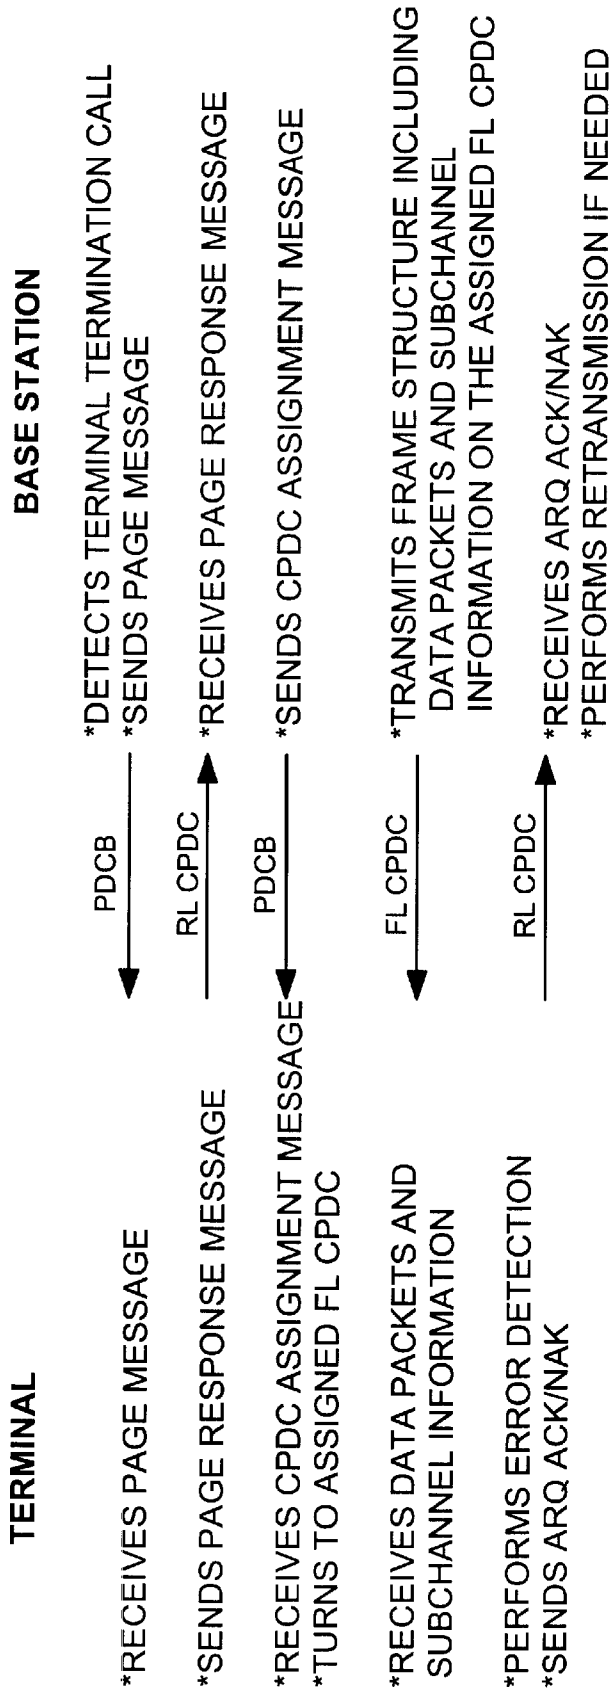 TERMINAL
BASE STATION
*RECEIVES PAGE MESSAGE
PDCB
*DETECTS TERMINAL TERMINATION CALL
*SENDS PAGE MESSAGE
*SENDS PAGE RESPONSE MESSAGE
RL CPDC
*RECEIVES PAGE RESPONSE MESSAGE
*RECEIVES CPDC ASSIGNMENT MESSAGE
*TURNS TO ASSIGNED FL CPDC
PDCB
*SENDS CPDC ASSIGNMENT MESSAGE
*RECEIVES DATA PACKETS AND
SUBCHANNEL INFORMATION
FL CPDC
*TRANSMITS FRAME STRUCTURE INCLUDING
DATA PACKETS AND SUBCHANNEL
INFORMATION ON THE ASSIGNED FL CPDC
*PERFORMS ERROR DETECTION
*SENDS ARQ ACK/NAK
RL CPDC
*RECEIVES ARQ ACK/NAK
*PERFORMS RETRANSMISSION IF NEEDED